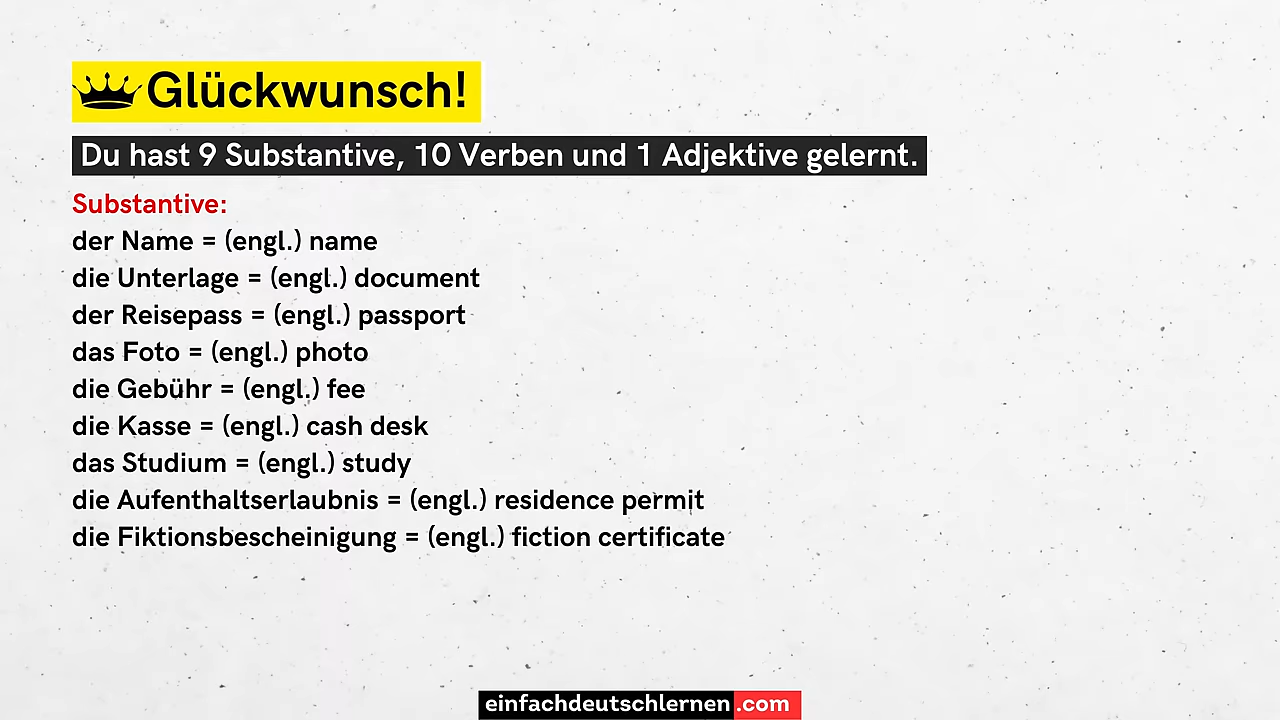 Glückwunsch!
Du hast 9 Substantive, 10 Verben und 1 Adjektive gelernt.
Substantive:
der Name = (engl.) name
die Unterlage = (engl.) document
der Reisepass = (engl.) passport
das Foto = (engl.) photo
die Gebühr = (engl.) fee
die Kasse = (engl.) cash desk
das Studium = (engl.) study
die Aufenthaltserlaubnis = (engl.) residence permit
die Fiktionsbescheinigung = (engl.) fiction certificate
einfachdeutschlernen.com